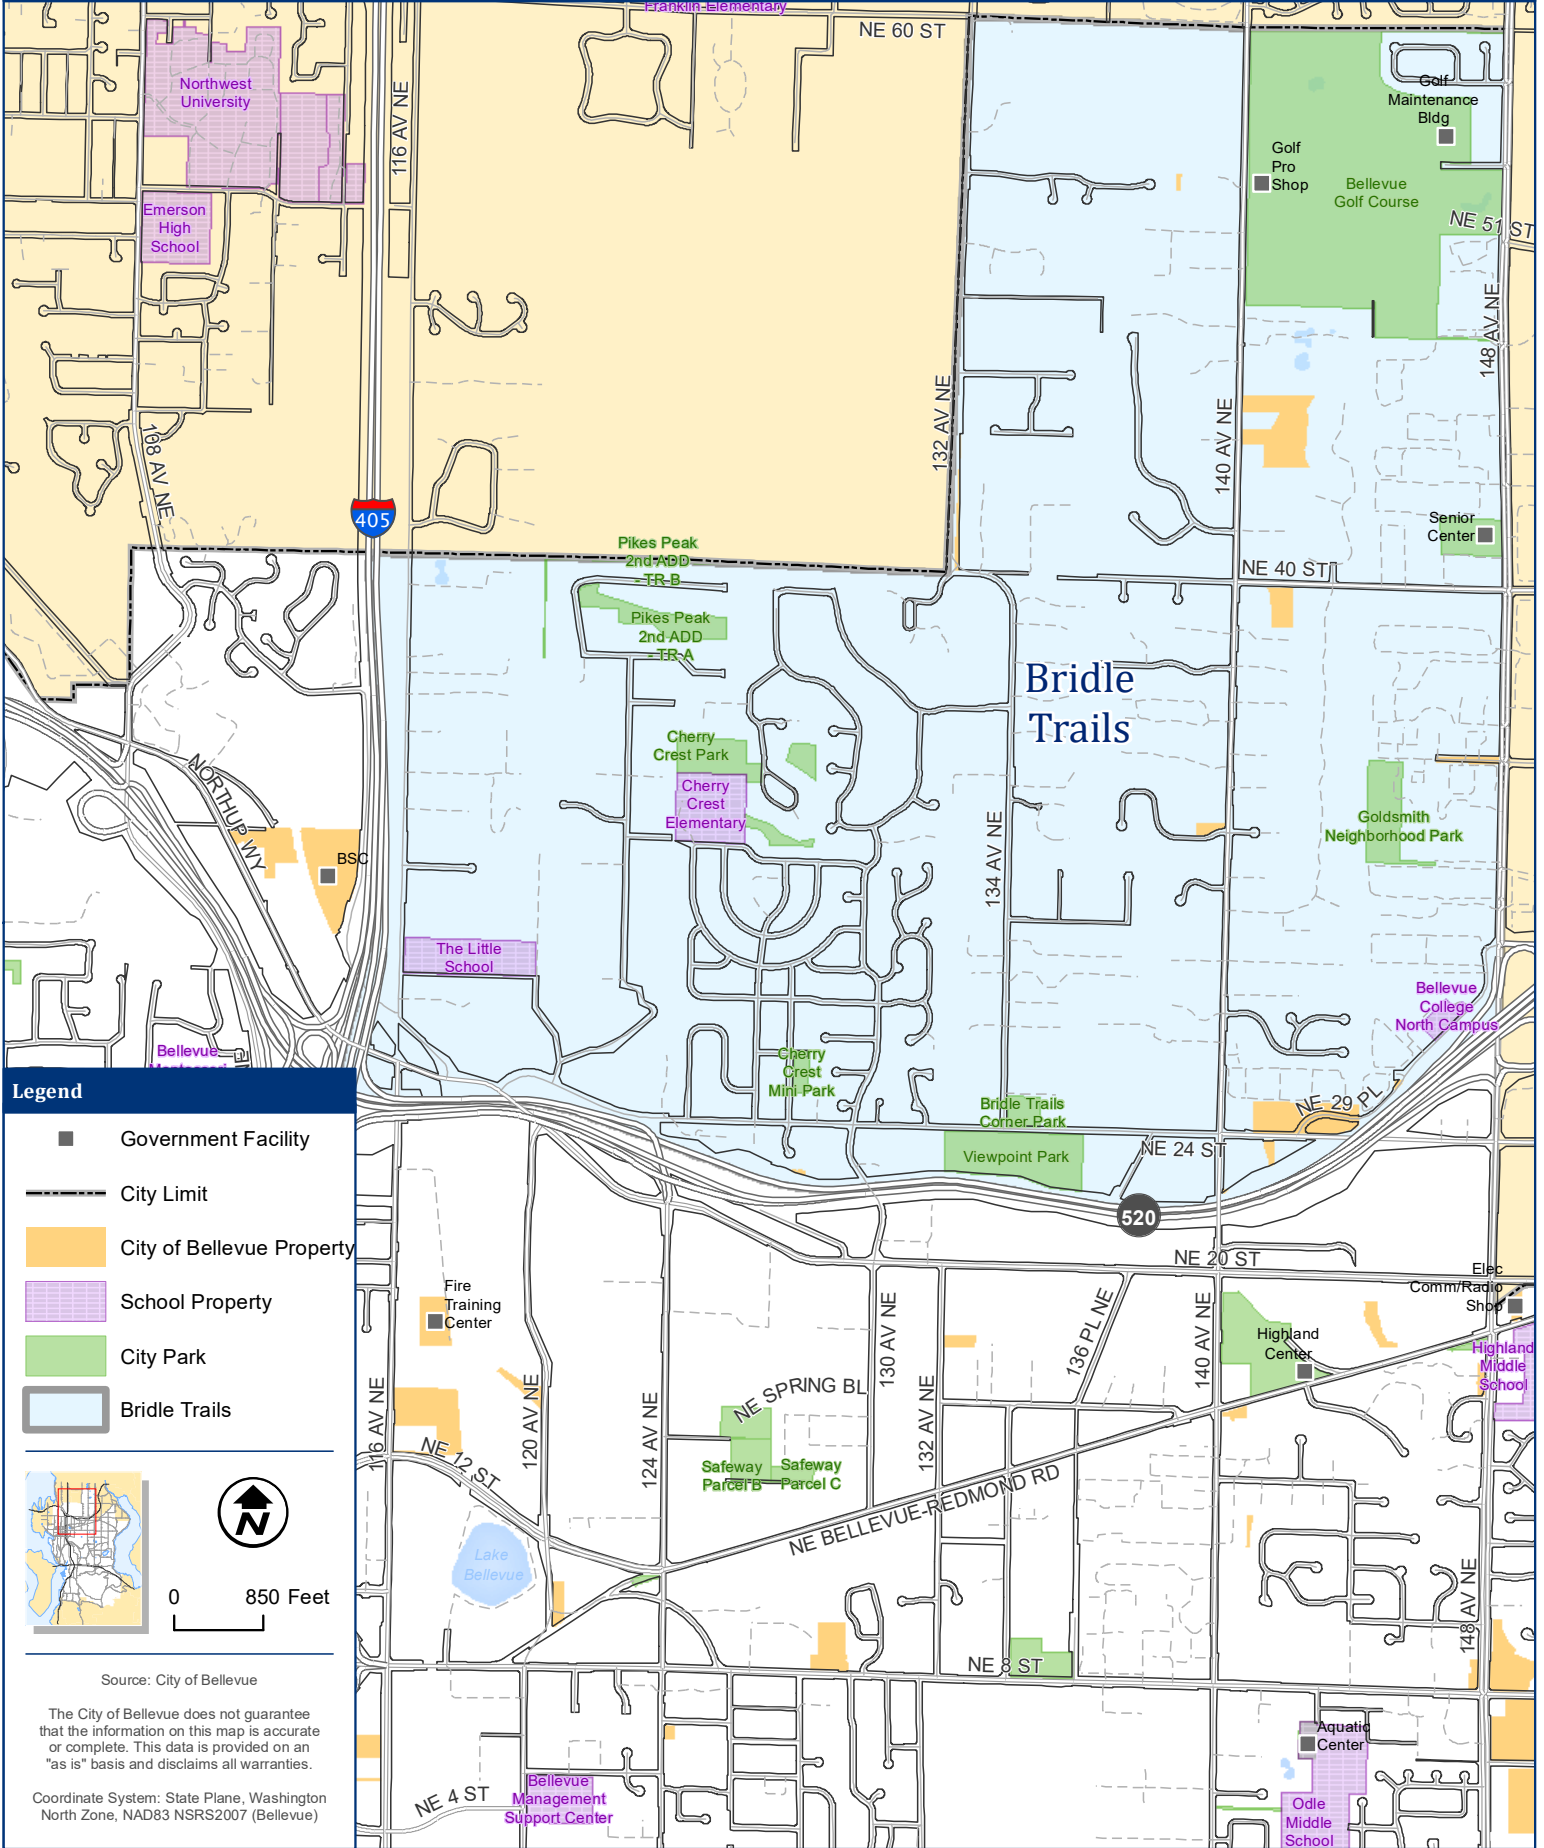 Franklin Elementary
NE 60 ST
Northwest
University
116 AV NE
Golf
Maintenance
Bldg
Golf
Pro
Shop
Bellevue
Golf Course
NE 51 ST
Emerson
High
School
148 AV NE
132 AV NE
140 AV NE
108 AV NE
405
Senior
Center
Pikes Peak
2nd ADD
- TR B
NE 40 ST
Pikes Peak
2nd ADD
- TR A
Bridle
Trails
Cherry
Crest Park
NORTHUP WY
Cherry
Crest
Elementary
Goldsmith
Neighborhood Park
134 AV NE
BSC
The Little
School
Bellevue
College
North Campus
Bellevue
Cherry
Crest
Mini Park
Bridle Trails
Corner Park
NE 29 PL
NE 24 ST
Viewpoint Park
520
NE 20 ST
Elec
Comm/Radio
Shop
Fire
Training
Center
130 AV NE
136 PL NE
140 AV NE
Highland
Center
Highland
Middle
School
116 AV NE
120 AV NE
124 AV NE
132 AV NE
NE SPRING BL
NE 12 ST
Safeway
Parcel B
Safeway
Parcel C
NE BELLEVUE-REDMOND RD
Lake
Bellevue
148 AV NE
NE 8 ST
Aquatic
Center
NE 4 ST
Bellevue
Management
Support Center
Odle
Middle
School
Legend
Government Facility
City Limit
City of Bellevue Property
School Property
City Park
Bridle Trails
N
0 850 Feet
Source: City of Bellevue
The City of Bellevue does not guarantee
that the information on this map is accurate
or complete. This data is provided on an
"as is" basis and disclaims all warranties.
Coordinate System: State Plane, Washington
North Zone, NAD83 NSRS2007 (Bellevue)